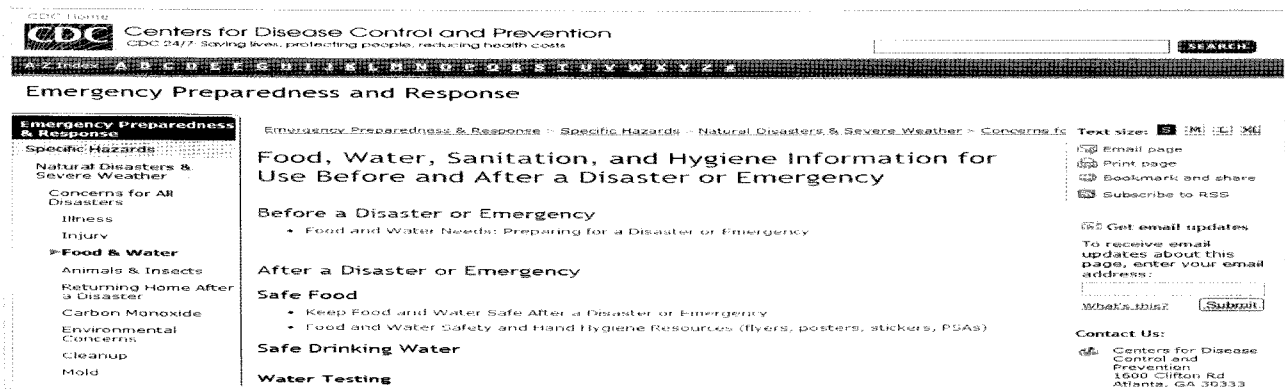 CDC Home
CDC Centers for Disease Control and Prevention
CDC 24/7: Saving lives, protecting people, reducing health costs
SEARCH
A-Z Index A B C D E F G H I J K L M N O P Q R S T U V W X Y Z #
Emergency Preparedness and Response
Emergency Preparedness
& Response
Specific Hazards
Natural Disasters &
Severe Weather
Concerns for All
Disasters
Illness
Injury
Food & Water
Animals & Insects
Returning Home After
a Disaster
Carbon Monoxide
Environmental
Concerns
Cleanup
Mold
Emergency Preparedness & Response > Specific Hazards > Natural Disasters & Severe Weather > Concerns fo
Food, Water, Sanitation, and Hygiene Information for
Use Before and After a Disaster or Emergency
Before a Disaster or Emergency
• Food and Water Needs: Preparing for a Disaster or Emergency
After a Disaster or Emergency
Safe Food
• Keep Food and Water Safe After a Disaster or Emergency
• Food and Water Safety and Hand Hygiene Resources (flyers, posters, stickers, PSAs)
Safe Drinking Water
Water Testing
Text size: S M L XL
Email page
Print page
Bookmark and share
Subscribe to RSS
Get email updates
To receive email
updates about this
page, enter your email
address:
What's this? Submit
Contact Us:
Centers for Disease
Control and
Prevention
1600 Clifton Rd
Atlanta, GA 30333